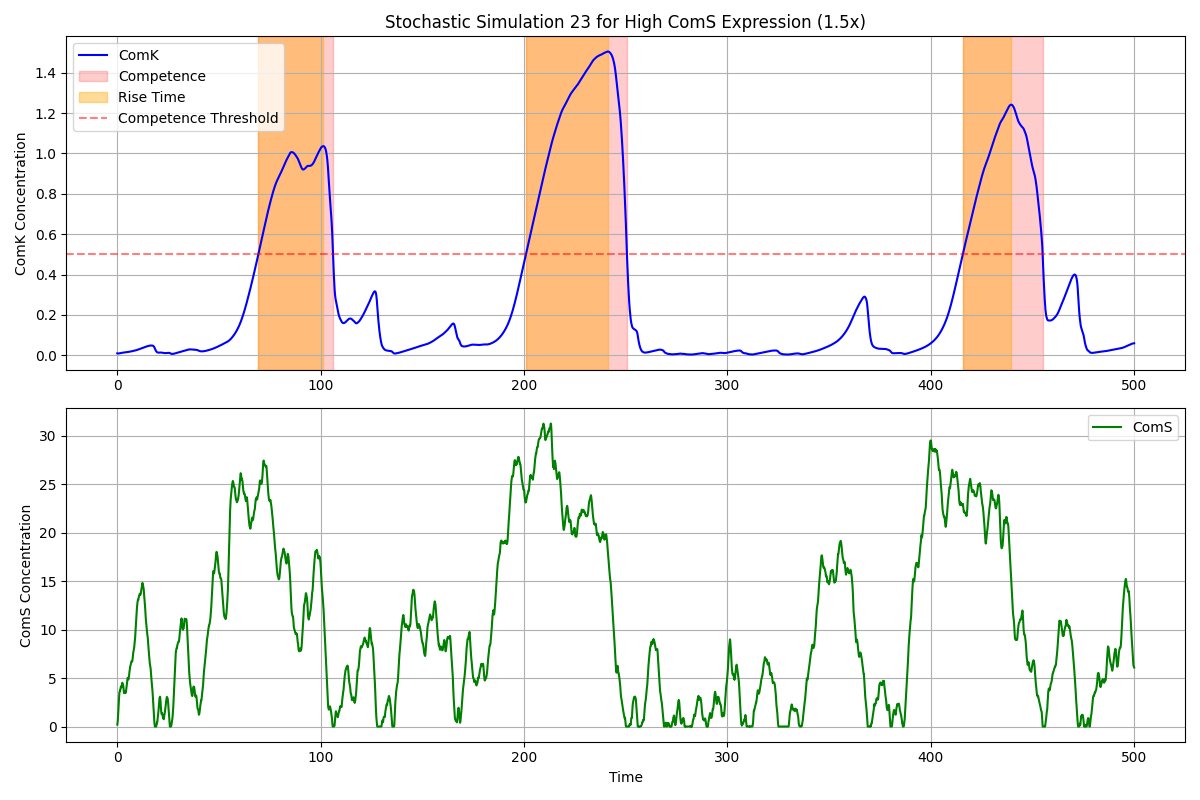 Stochastic Simulation 23 for High ComS Expression (1.5x)
ComK
Competence
Rise Time
Competence Threshold
ComK Concentration
1.4
1.2
1.0
0.8
0.6
0.4
0.2
0.0
0 100 200 300 400 500
ComS
ComS Concentration
30
25
20
15
10
5
0
0 100 200 300 400 500
Time